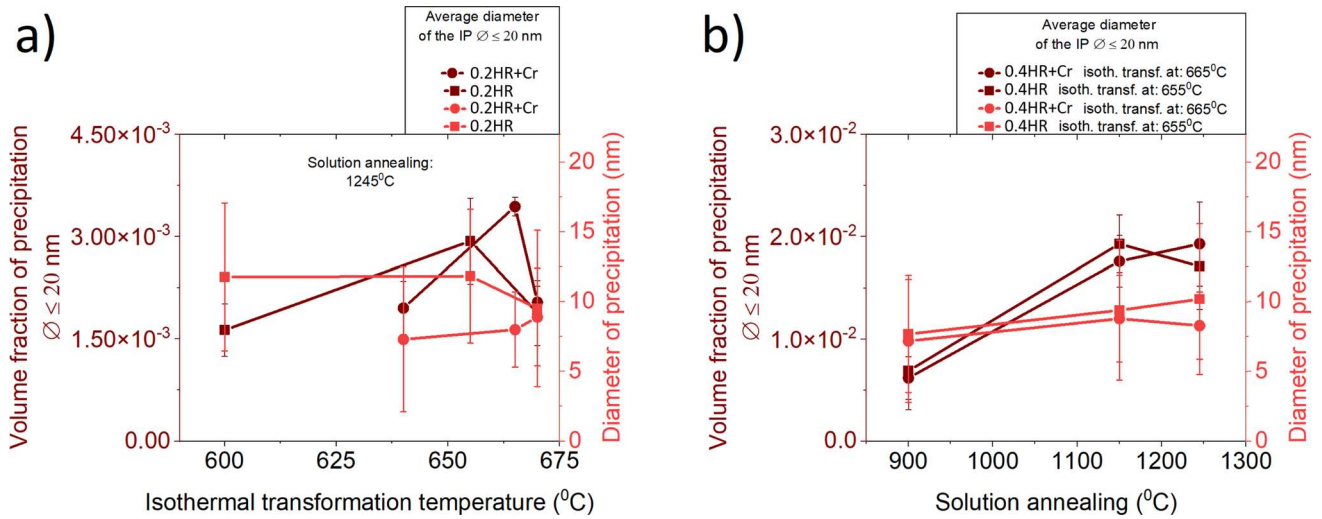 a)
Average diameter
of the IP ∅ ≤ 20 nm
0.2HR+Cr
0.2HR
0.2HR+Cr
0.2HR
Volume fraction of precipitation
∅ ≤ 20 nm
4.50×10⁻³
3.00×10⁻³
1.50×10⁻³
0.00
Solution annealing:
1245⁰C
20
15
10
5
0
Diameter of precipitation (nm)
600 625 650 675
Isothermal transformation temperature (⁰C)
b)
Average diameter
of the IP ∅ ≤ 20 nm
0.4HR+Cr isoth. transf. at: 665⁰C
0.4HR isoth. transf. at: 655⁰C
0.4HR+Cr isoth. transf. at: 665⁰C
0.4HR isoth. transf. at: 655⁰C
Volume fraction of precipitation
∅ ≤ 20 nm
3.0×10⁻²
2.0×10⁻²
1.0×10⁻²
0.0
20
15
10
5
0
Diameter of precipitation (nm)
900 1000 1100 1200 1300
Solution annealing (⁰C)